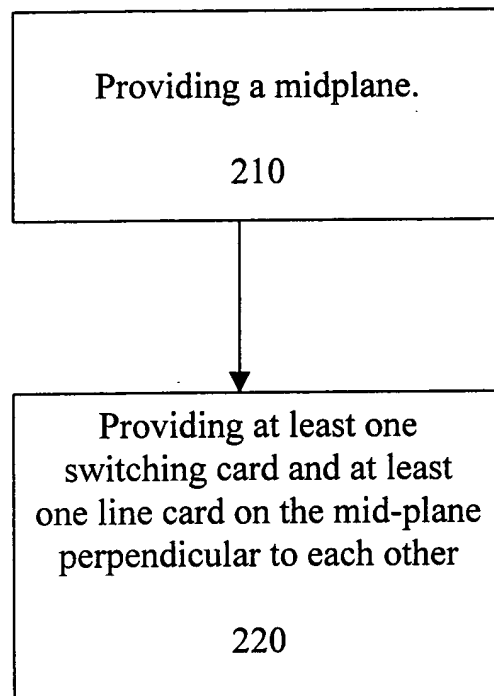 Providing a midplane.
210
Providing at least one
switching card and at least
one line card on the mid-plane
perpendicular to each other
220